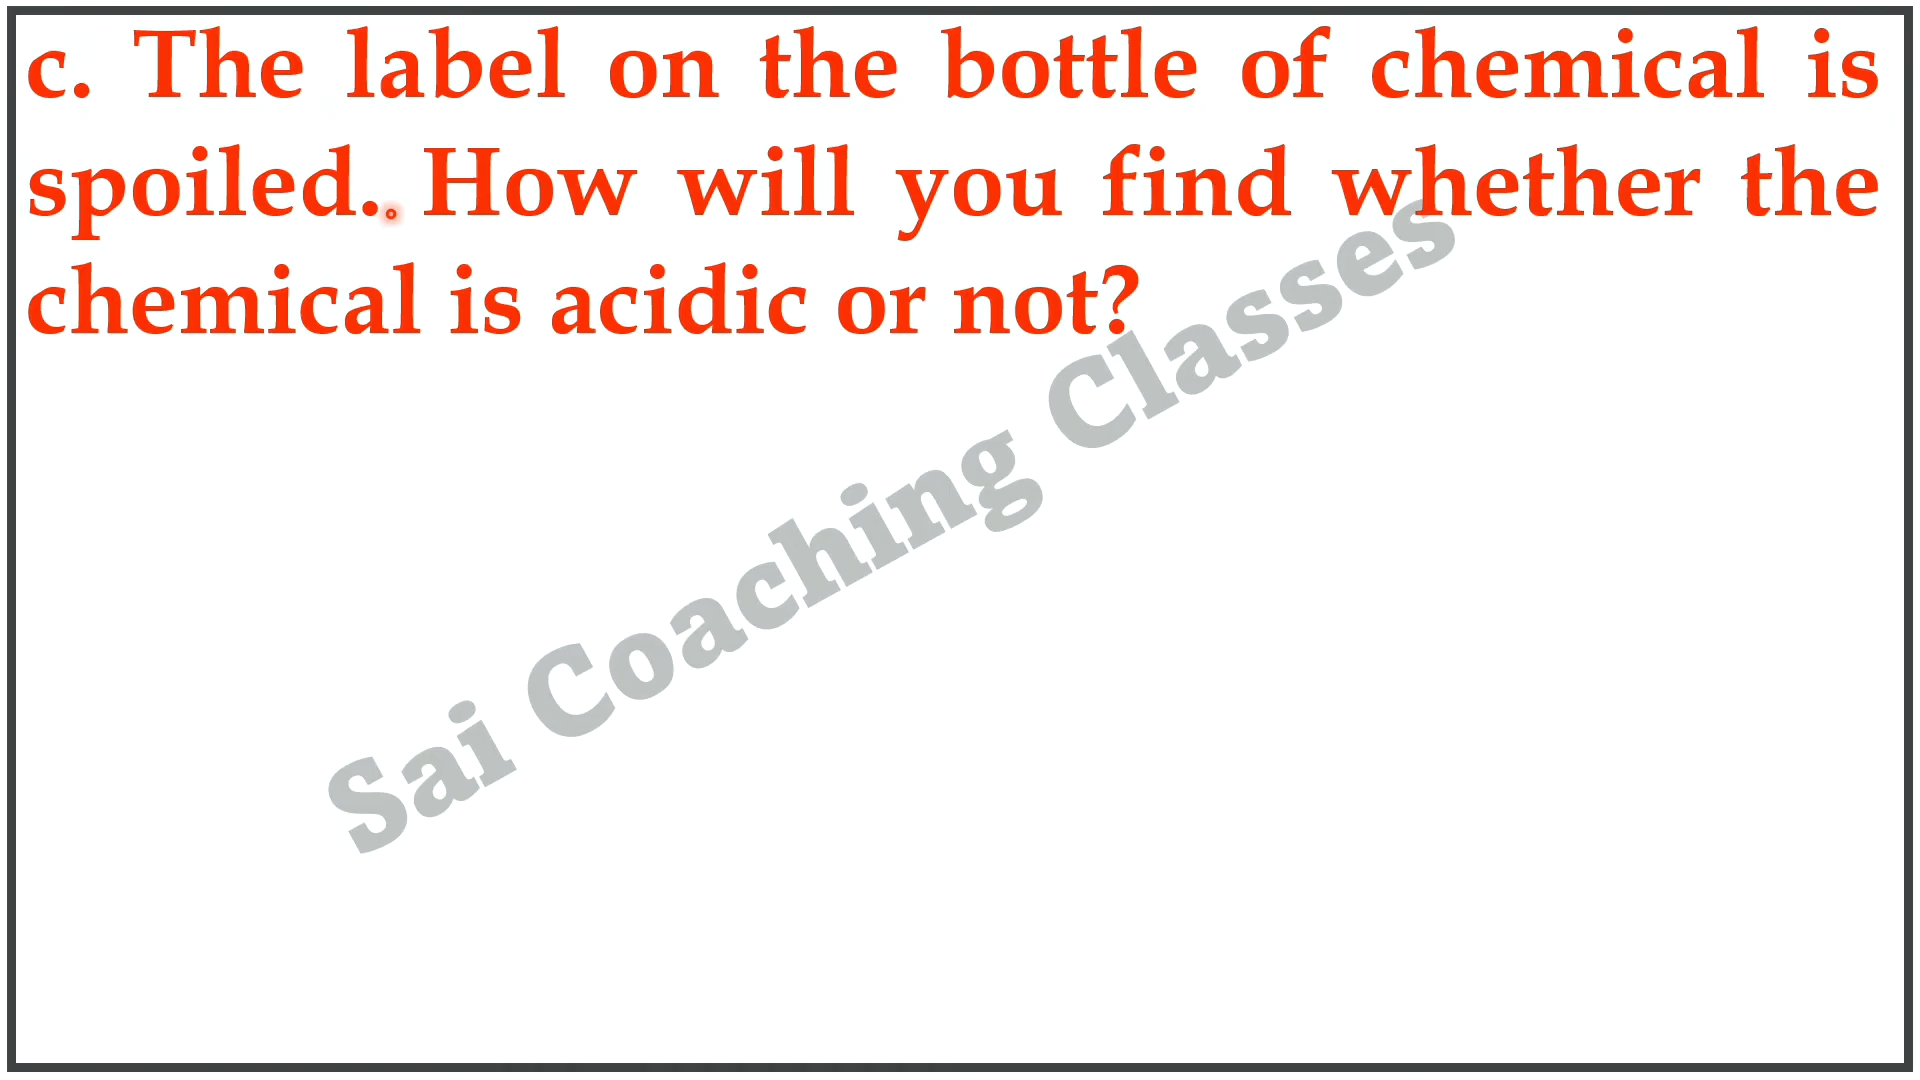 c. The label on the bottle of chemical is
spoiled. How will you find whether the
chemical is acidic or not?
Sai Coaching Classes